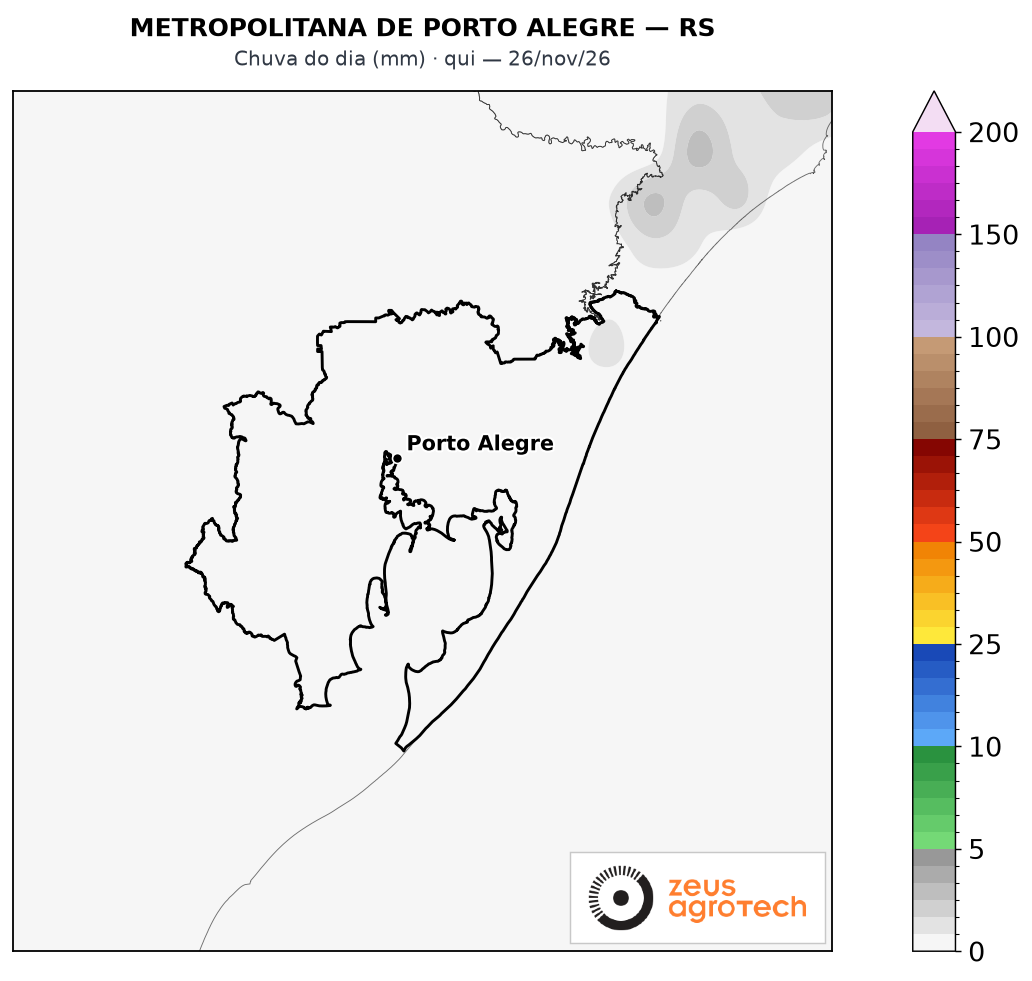 METROPOLITANA DE PORTO ALEGRE — RS
Chuva do dia (mm) · qui — 26/nov/26
200
150
100
75
50
25
10
5
0
Porto Alegre
zeus
agrotech